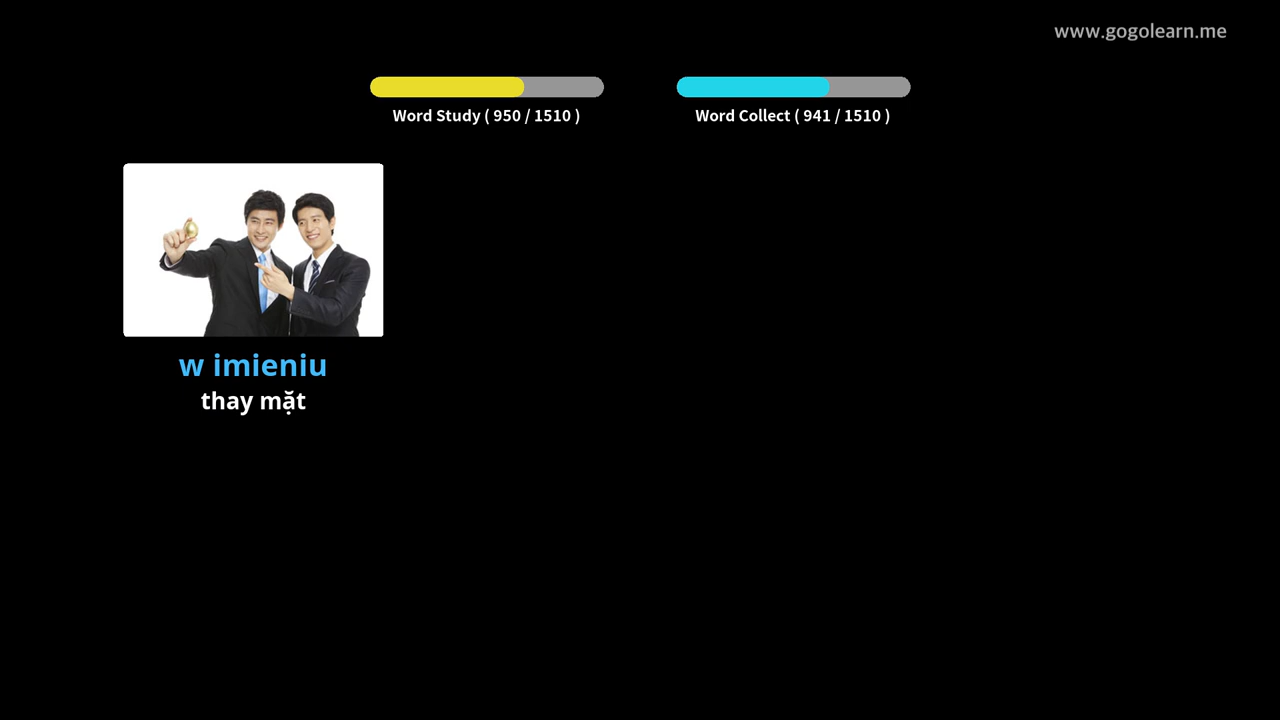 www.gogolearn.me
Word Study ( 950 / 1510 )
Word Collect ( 941 / 1510 )
w imieniu
thay mặt